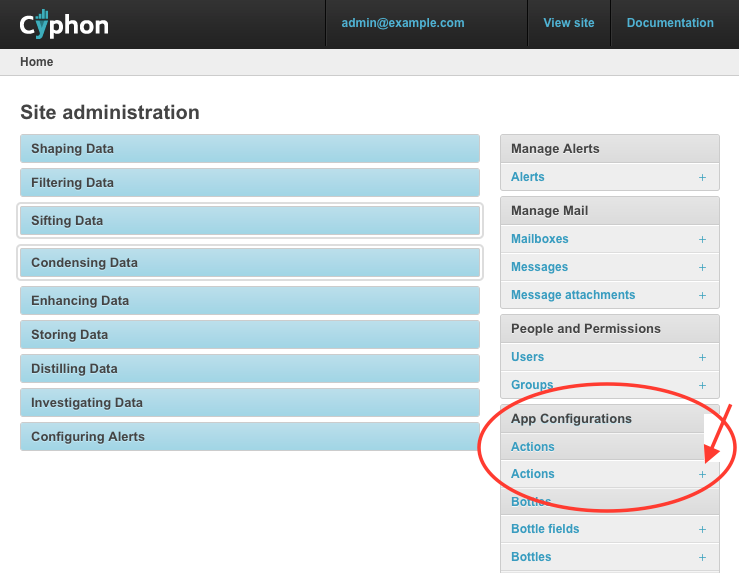 Cyphon
admin@example.com
View site
Documentation
Home
Site administration
Shaping Data
Filtering Data
Sifting Data
Condensing Data
Enhancing Data
Storing Data
Distilling Data
Investigating Data
Configuring Alerts
Manage Alerts
Alerts +
Manage Mail
Mailboxes +
Messages +
Message attachments +
People and Permissions
Users +
Groups +
App Configurations
Actions
Actions +
Bottles
Bottle fields +
Bottles +